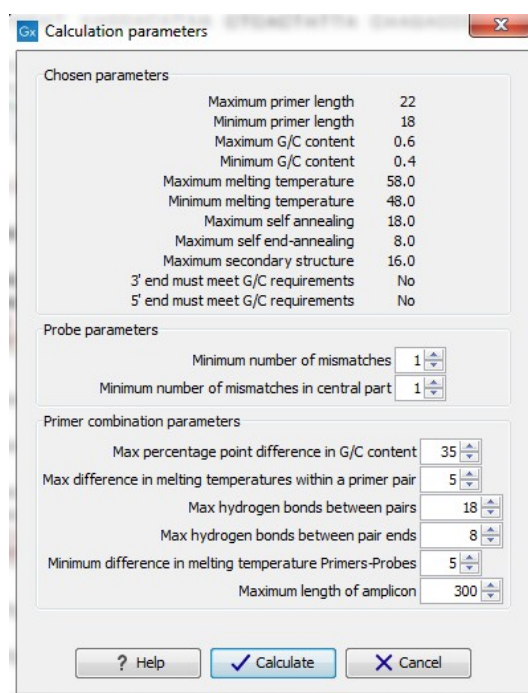 Gx Calculation parameters
Chosen parameters
Maximum primer length 22
Minimum primer length 18
Maximum G/C content 0.6
Minimum G/C content 0.4
Maximum melting temperature 58.0
Minimum melting temperature 48.0
Maximum self annealing 18.0
Maximum self end-annealing 8.0
Maximum secondary structure 16.0
3' end must meet G/C requirements No
5' end must meet G/C requirements No
Probe parameters
Minimum number of mismatches 1
Minimum number of mismatches in central part 1
Primer combination parameters
Max percentage point difference in G/C content 35
Max difference in melting temperatures within a primer pair 5
Max hydrogen bonds between pairs 18
Max hydrogen bonds between pair ends 8
Minimum difference in melting temperature Primers-Probes 5
Maximum length of amplicon 300
? Help Calculate Cancel